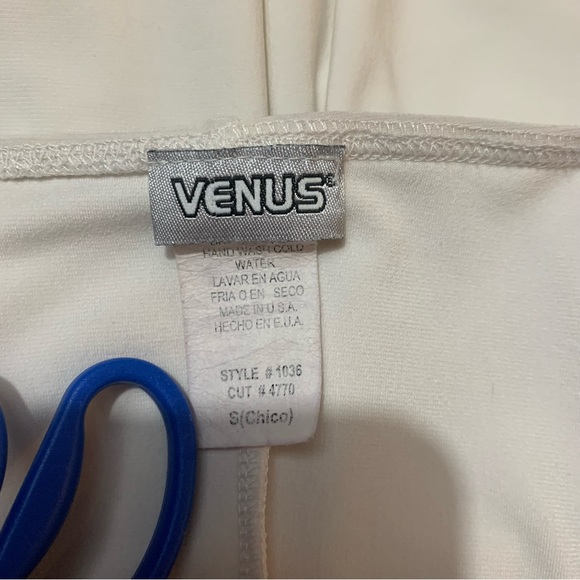 VENUS®
HAND WASH COLD
WATER
LAVAR EN AGUA
FRIA O EN SECO
MADE IN U.S.A.
HECHO EN E.U.A.
STYLE # 1036
CUT # 4770
S(Chico)